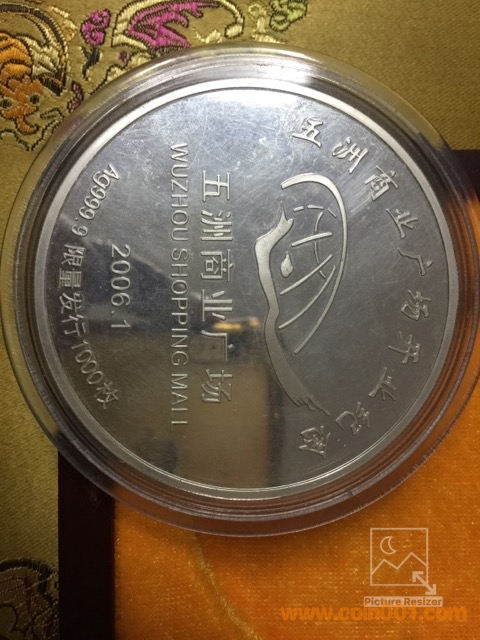 五洲商业广场开业纪念
五洲商业广场
WUZHOU SHOPPING MALL
2006.1
Ag999.9 限量发行1000枚
Picture Resizer
www.coin001.com